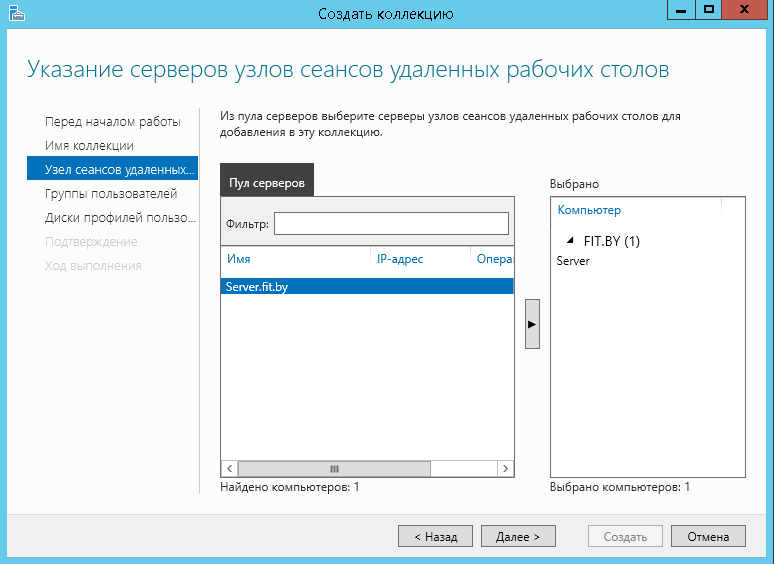 Создать коллекцию
Указание серверов узлов сеансов удаленных рабочих столов
Перед началом работы
Имя коллекции
Узел сеансов удаленных...
Группы пользователей
Диски профилей пользо...
Подтверждение
Ход выполнения
Из пула серверов выберите серверы узлов сеансов удаленных рабочих столов для
добавления в эту коллекцию.
Пул серверов
Фильтр:
Имя IP-адрес Опера
Server.fit.by
Найдено компьютеров: 1
Выбрано
Компьютер
FIT.BY (1)
Server
Выбрано компьютеров: 1
< Назад
Далее >
Создать
Отмена